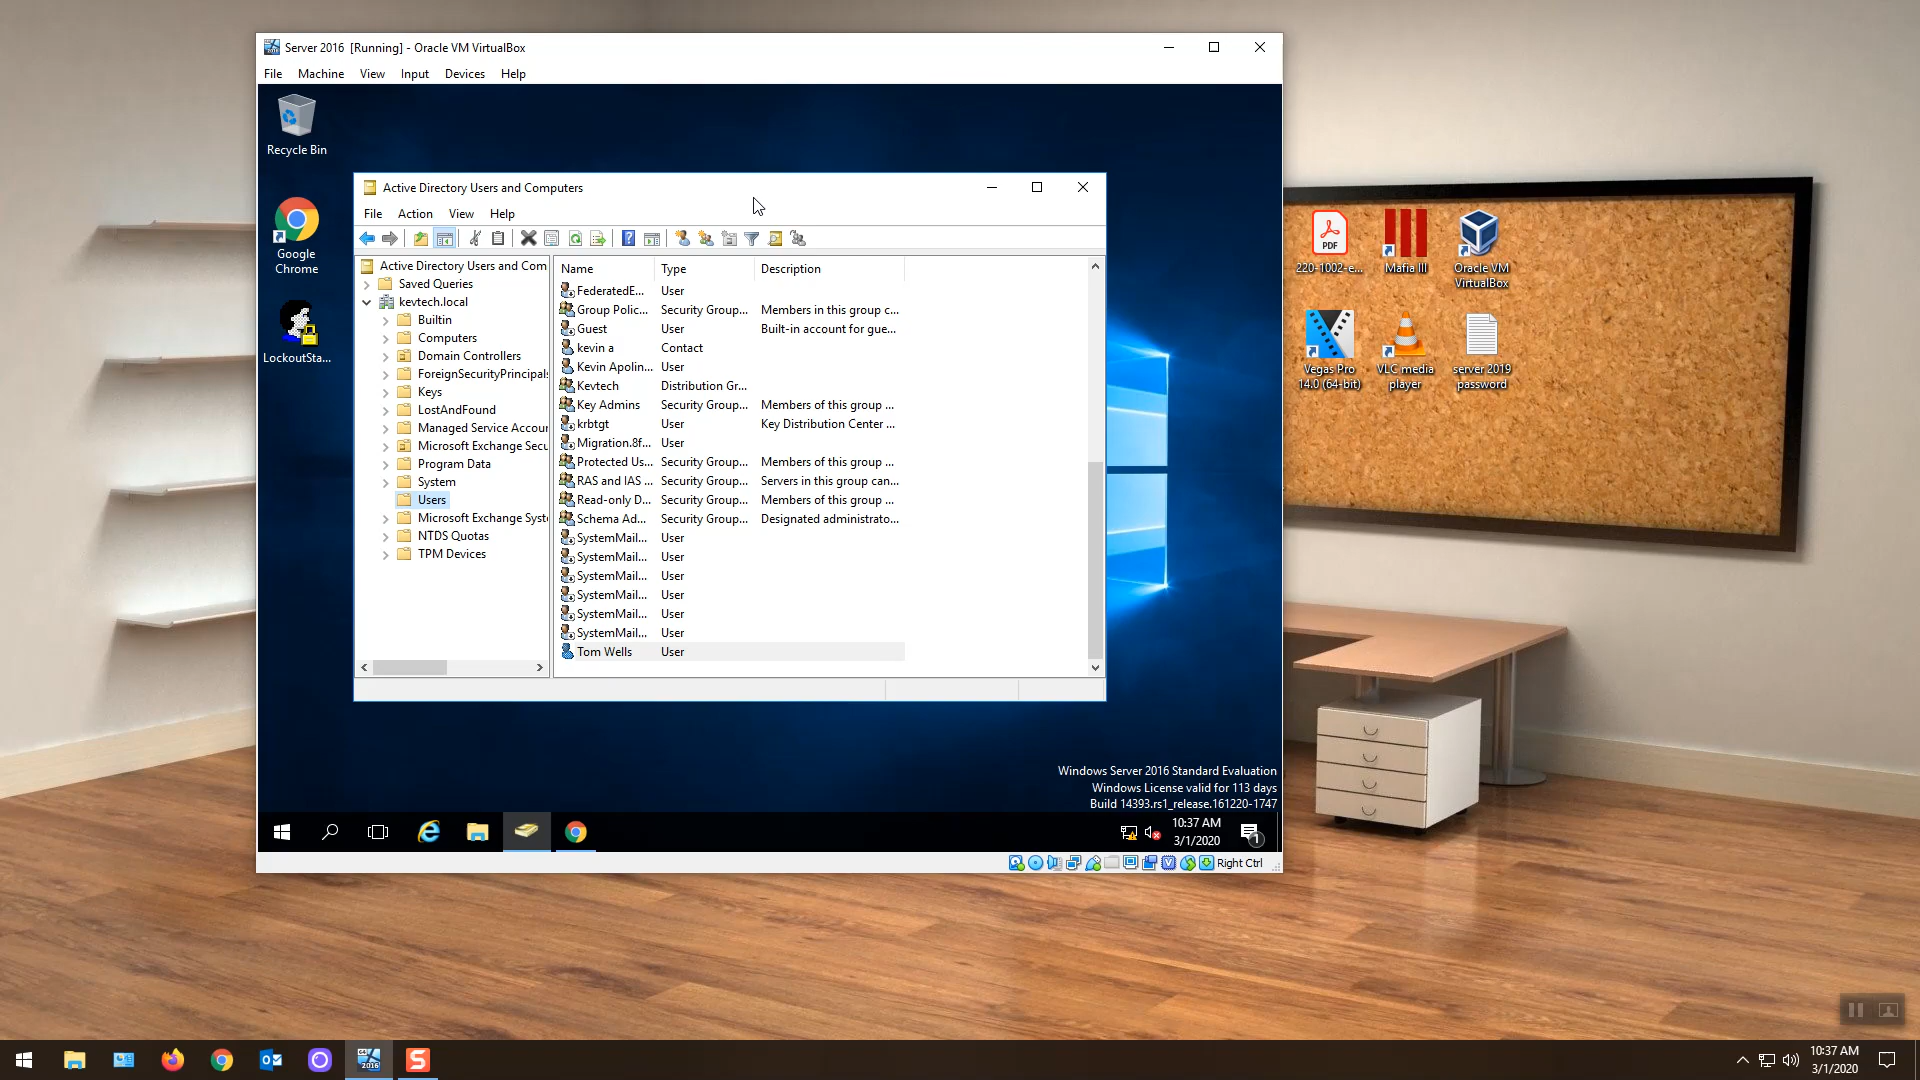 Server 2016 [Running] - Oracle VM VirtualBox
File Machine View Input Devices Help
Recycle Bin
Google
Chrome
LockoutSta...
Active Directory Users and Computers
File Action View Help
Active Directory Users and Com
Saved Queries
kevtech.local
Builtin
Computers
Domain Controllers
ForeignSecurityPrincipals
Keys
LostAndFound
Managed Service Accour
Microsoft Exchange Secu
Program Data
System
Users
Microsoft Exchange Syste
NTDS Quotas
TPM Devices
Name Type Description
FederatedE... User
Group Polic... Security Group... Members in this group c...
Guest User Built-in account for gue...
kevin a Contact
Kevin Apolin... User
Kevtech Distribution Gr...
Key Admins Security Group... Members of this group ...
krbtgt User Key Distribution Center ...
Migration.8f... User
Protected Us... Security Group... Members of this group ...
RAS and IAS ... Security Group... Servers in this group can...
Read-only D... Security Group... Members of this group ...
Schema Ad... Security Group... Designated administrato...
SystemMail... User
SystemMail... User
SystemMail... User
SystemMail... User
SystemMail... User
SystemMail... User
Tom Wells User
Windows Server 2016 Standard Evaluation
Windows License valid for 113 days
Build 14393.rs1_release.161220-1747
10:37 AM
3/1/2020
1
Right Ctrl
PDF
220-1002-e...
Mafia III
Oracle VM
VirtualBox
Vegas Pro
14.0 (64-bit)
VLC media
player
server 2019
password
2016
S
10:37 AM
3/1/2020